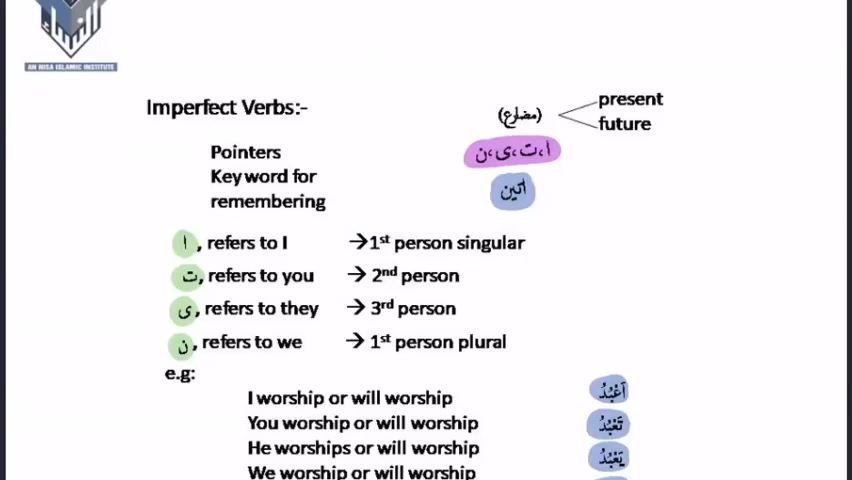 النساء
AN NISA ISLAMIC INSTITUTE
Imperfect Verbs:- (مضارع) present
future
Pointers ا، ت، ی، ن
Key word for اتین
remembering
ا, refers to I →1st person singular
ت, refers to you → 2nd person
ی, refers to they → 3rd person
ن, refers to we → 1st person plural
e.g:
I worship or will worship اَعْبُدُ
You worship or will worship تَعْبُدُ
He worships or will worship يَعْبُدُ
We worship or will worship